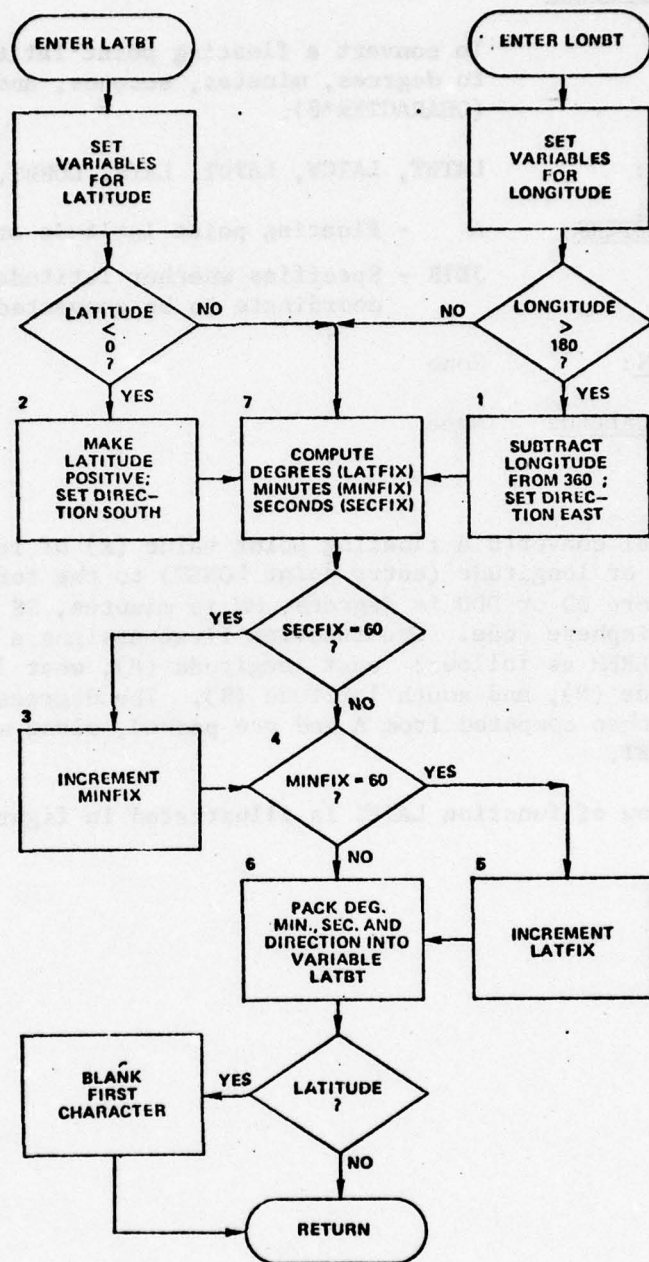 ENTER LATBT
ENTER LONBT
SET
VARIABLES
FOR
LATITUDE
SET
VARIABLES
FOR
LONGITUDE
LATITUDE
<
0
?
NO
YES
LONGITUDE
>
180
?
NO
YES
2
MAKE
LATITUDE
POSITIVE;
SET DIREC-
TION SOUTH
7
COMPUTE
DEGREES (LATFIX)
MINUTES (MINFIX)
SECONDS (SECFIX)
1
SUBTRACT
LONGITUDE
FROM 360 ;
SET DIREC-
TION EAST
YES
SECFIX = 60
?
NO
3
INCREMENT
MINFIX
4
MINFIX = 60
?
YES
NO
6
PACK DEG.
MIN., SEC. AND
DIRECTION INTO
VARIABLE
LATBT
5
INCREMENT
LATFIX
BLANK
FIRST
CHARACTER
YES
LATITUDE
?
NO
RETURN